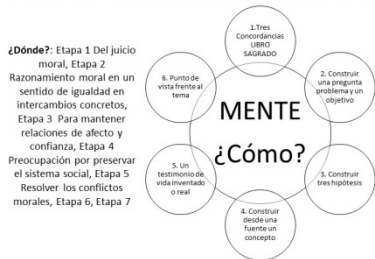 ¿Dónde?: Etapa 1 Del juicio
moral, Etapa 2
Razonamiento moral en un
sentido de igualdad en
intercambios concretos,
Etapa 3 Para mantener
relaciones de afecto y
confianza, Etapa 4
Preocupación por preservar
el sistema social, Etapa 5
Resolver los conflictos
morales, Etapa 6, Etapa 7
1.Tres
Concordancias
LIBRO
SAGRADO
2. Construir
una pregunta
problema y un
objetivo
3. Construir
tres hipótesis
4. Construir
desde una
fuente un
concepto
5. Un
testimonio de
vida inventado
o real
6. Punto de
vista frente al
tema
MENTE
¿Cómo?